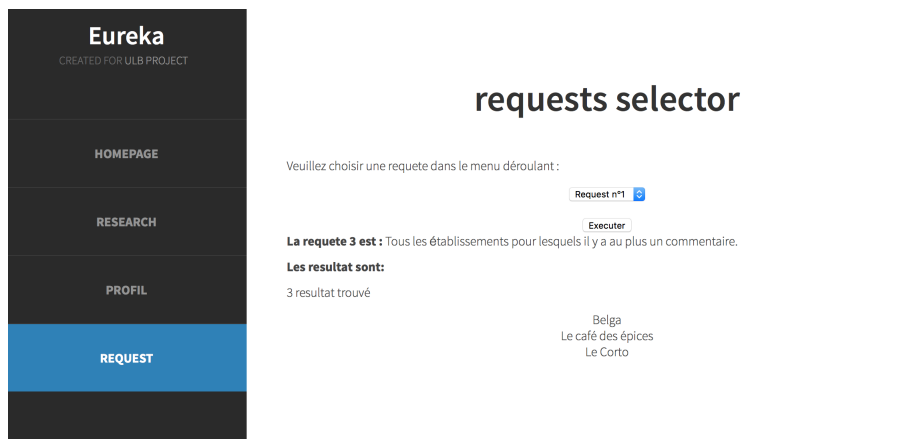 Eureka
CREATED FOR ULB PROJECT
HOMEPAGE
RESEARCH
PROFIL
REQUEST
requests selector
Veuillez choisir une requete dans le menu déroulant :
Request n°1
Executer
La requete 3 est : Tous les établissements pour lesquels il y a au plus un commentaire.
Les resultat sont:
3 resultat trouvé
Belga
Le café des épices
Le Corto